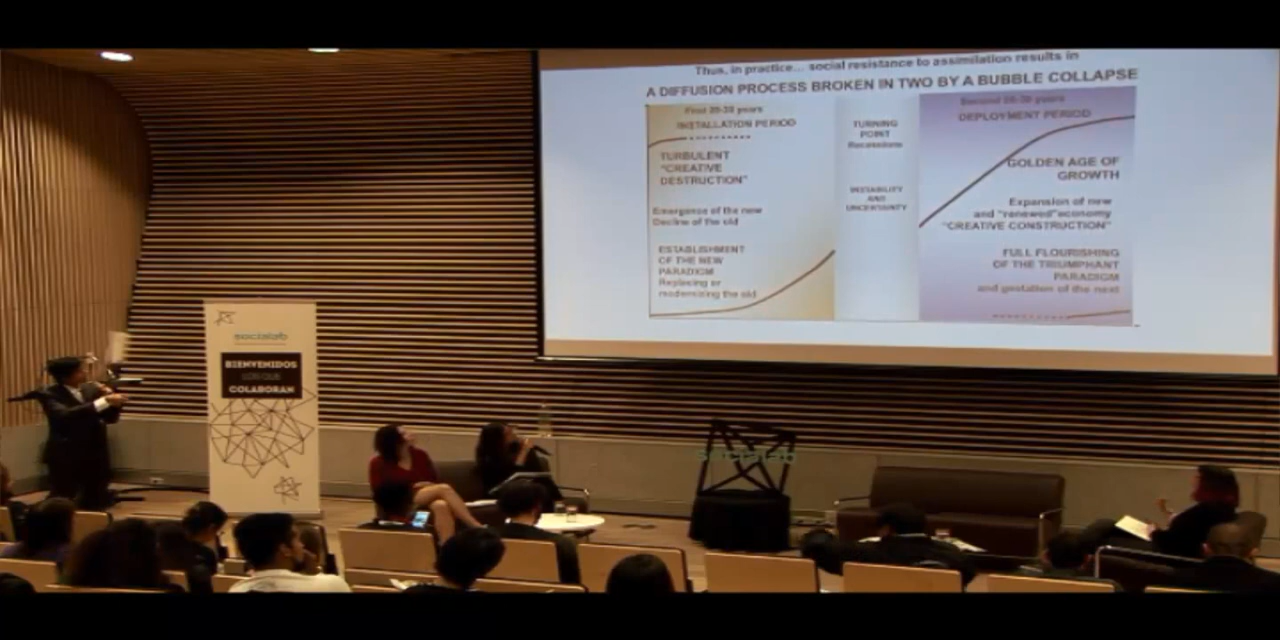 Thus, in practice... social resistance to assimilation results in
A DIFFUSION PROCESS BROKEN IN TWO BY A BUBBLE COLLAPSE
First 20-30 years
INSTALLATION PERIOD
TURBULENT
"CREATIVE
DESTRUCTION"
Emergence of the new
Decline of the old
ESTABLISHMENT
OF THE NEW
PARADIGM
Replacing or
modernizing the old
TURNING
POINT
Recessions
INSTABILITY
AND
UNCERTAINTY
Second 20-30 years
DEPLOYMENT PERIOD
GOLDEN AGE OF
GROWTH
Expansion of new
and "renewed"economy
"CREATIVE CONSTRUCTION"
FULL FLOURISHING
OF THE TRIUMPHANT
PARADIGM
and gestation of the next
socialab
BIENVENIDOS
LOS QUE
COLABORAN
socialab